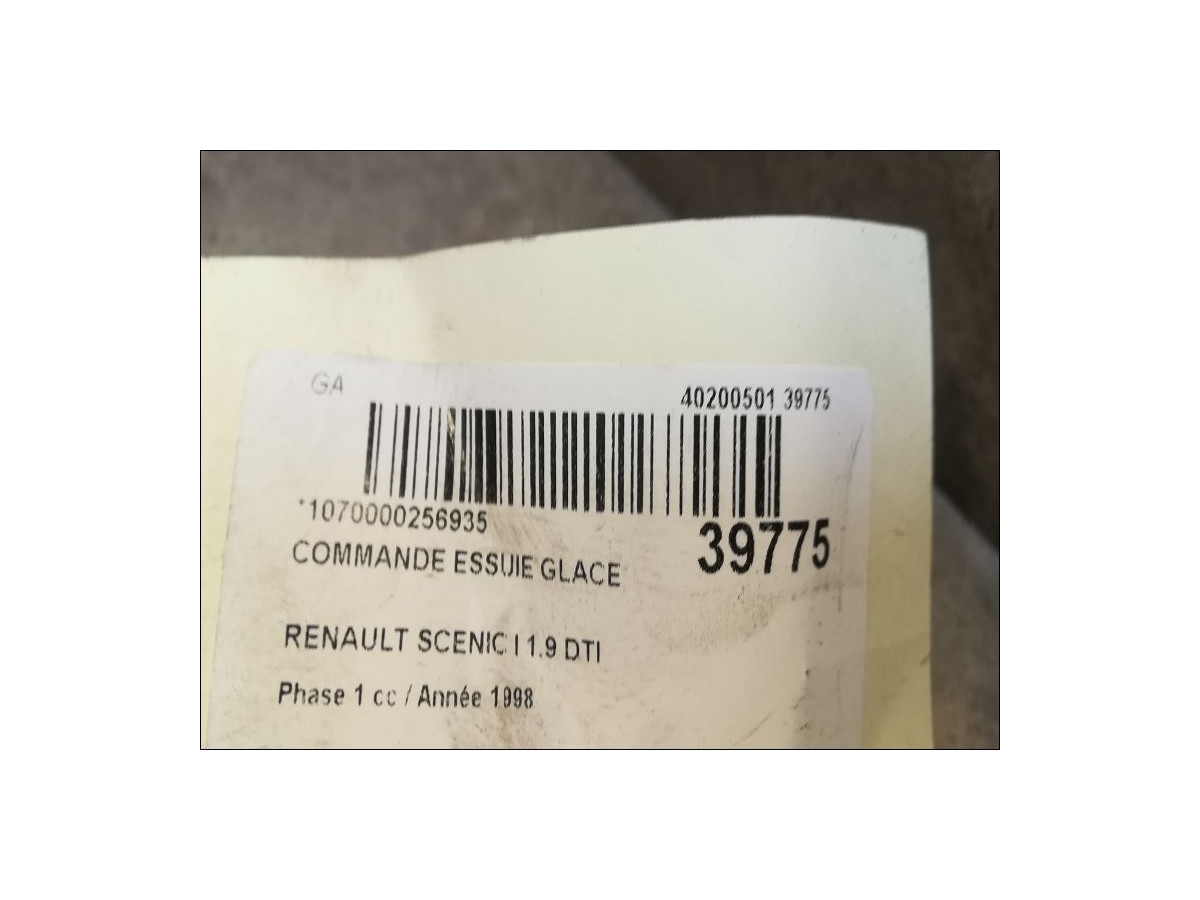 GA
40200501 39775
*1070000256935
39775
COMMANDE ESSUIE GLACE
RENAULT SCENIC I 1.9 DTI
Phase 1 cc / Année 1998